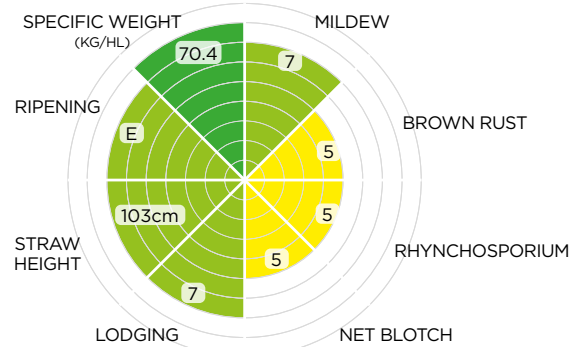 SPECIFIC WEIGHT
(KG/HL)
MILDEW
70.4
7
RIPENING
BROWN RUST
E
5
103cm
5
STRAW
HEIGHT
RHYNCHOSPORIUM
5
7
LODGING
NET BLOTCH